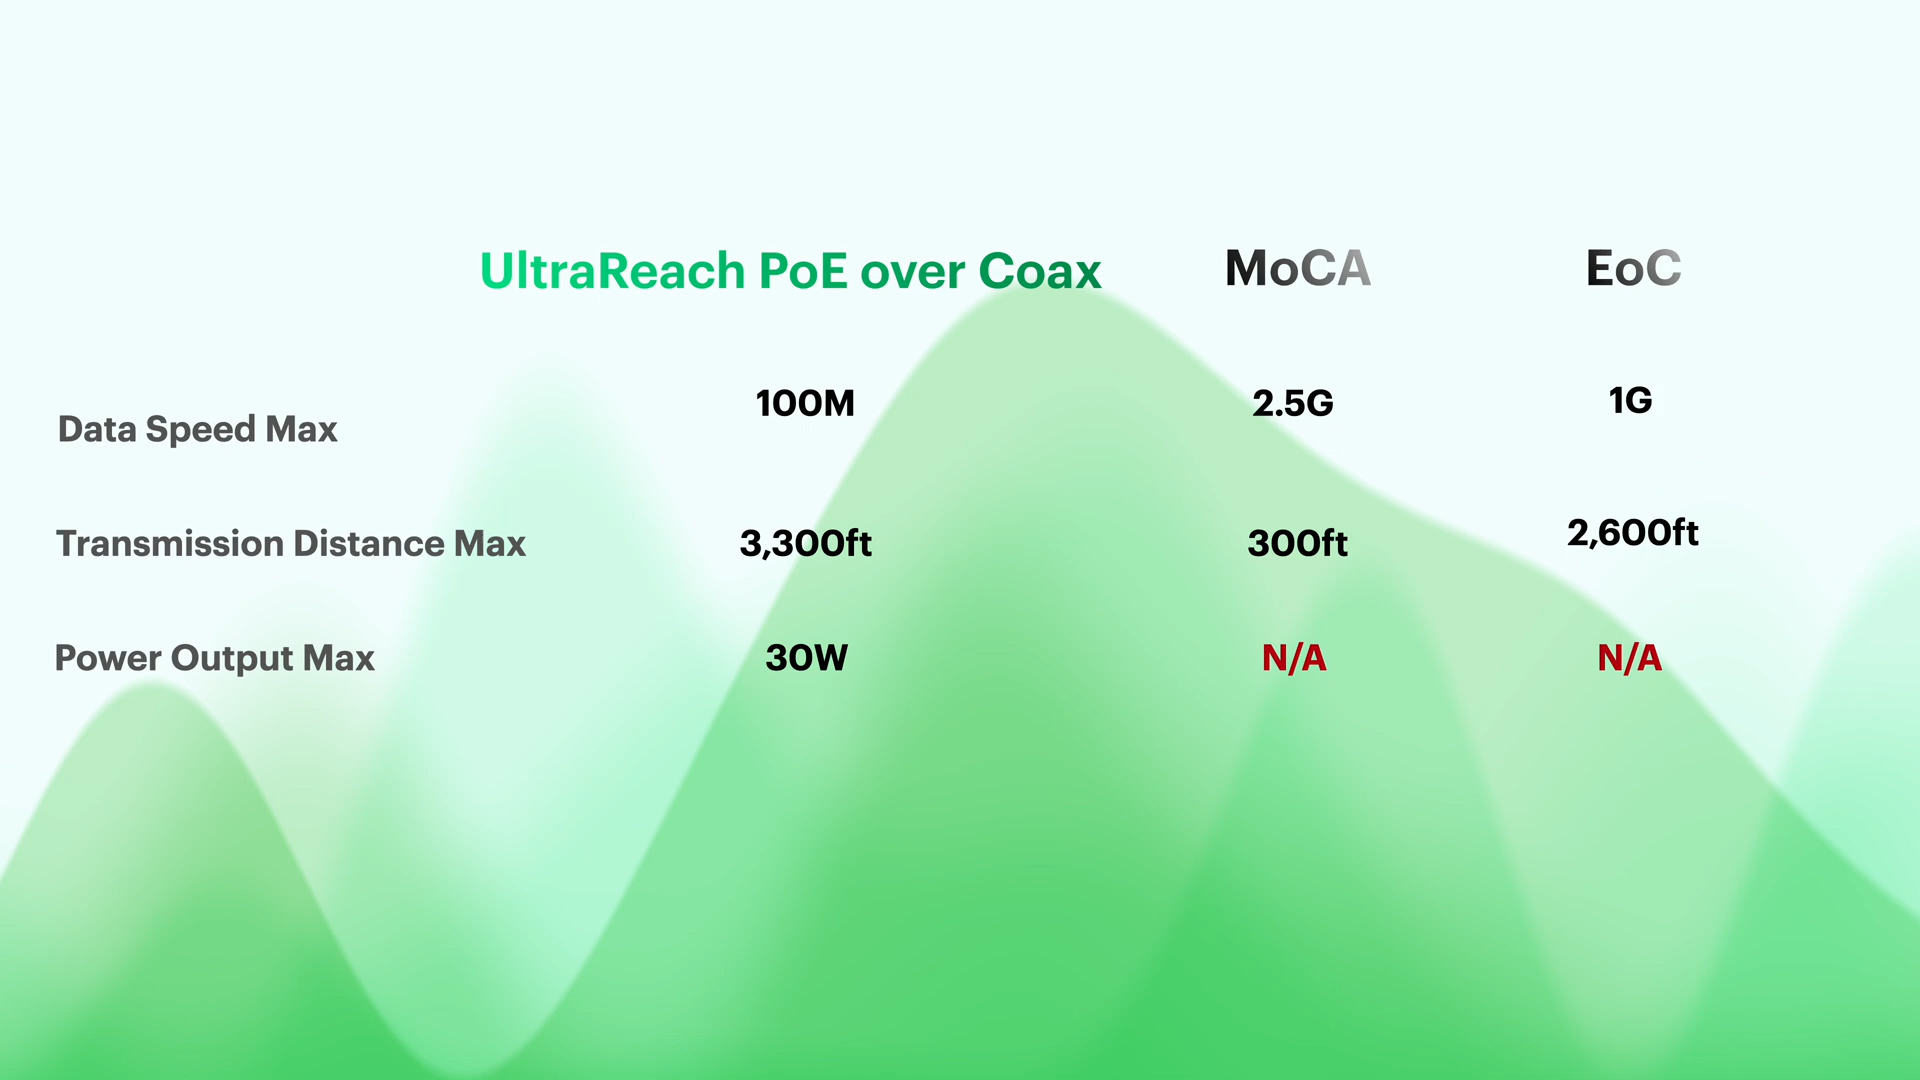 UltraReach PoE over Coax MoCA EoC
Data Speed Max 100M 2.5G 1G
Transmission Distance Max 3,300ft 300ft 2,600ft
Power Output Max 30W N/A N/A